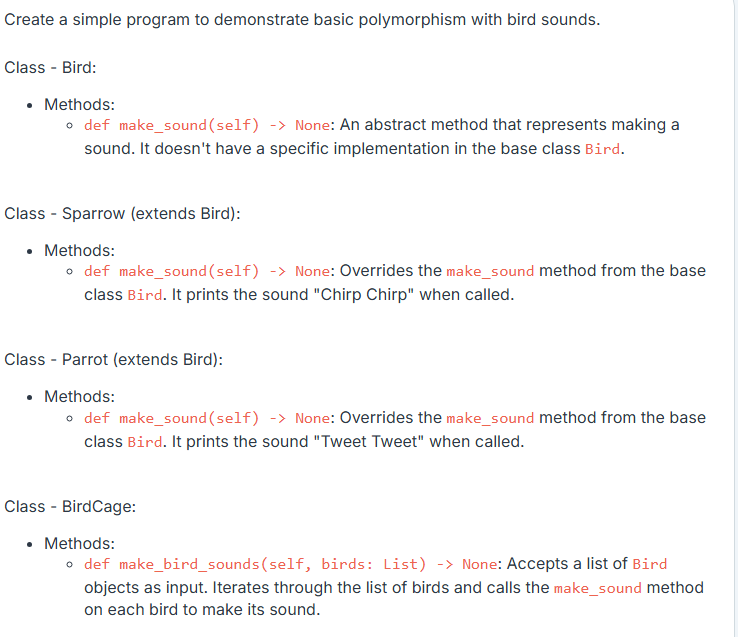 Create a simple program to demonstrate basic polymorphism with bird sounds.
Class - Bird:
Methods:
def make_sound(self) -> None: An abstract method that represents making a
sound. It doesn't have a specific implementation in the base class Bird.
Class - Sparrow (extends Bird):
Methods:
def make_sound(self) -> None: Overrides the make_sound method from the base
class Bird. It prints the sound "Chirp Chirp" when called.
Class - Parrot (extends Bird):
Methods:
def make_sound(self) -> None: Overrides the make_sound method from the base
class Bird. It prints the sound "Tweet Tweet" when called.
Class - BirdCage:
Methods:
def make_bird_sounds(self, birds: List) -> None: Accepts a list of Bird
objects as input. Iterates through the list of birds and calls the make_sound method
on each bird to make its sound.